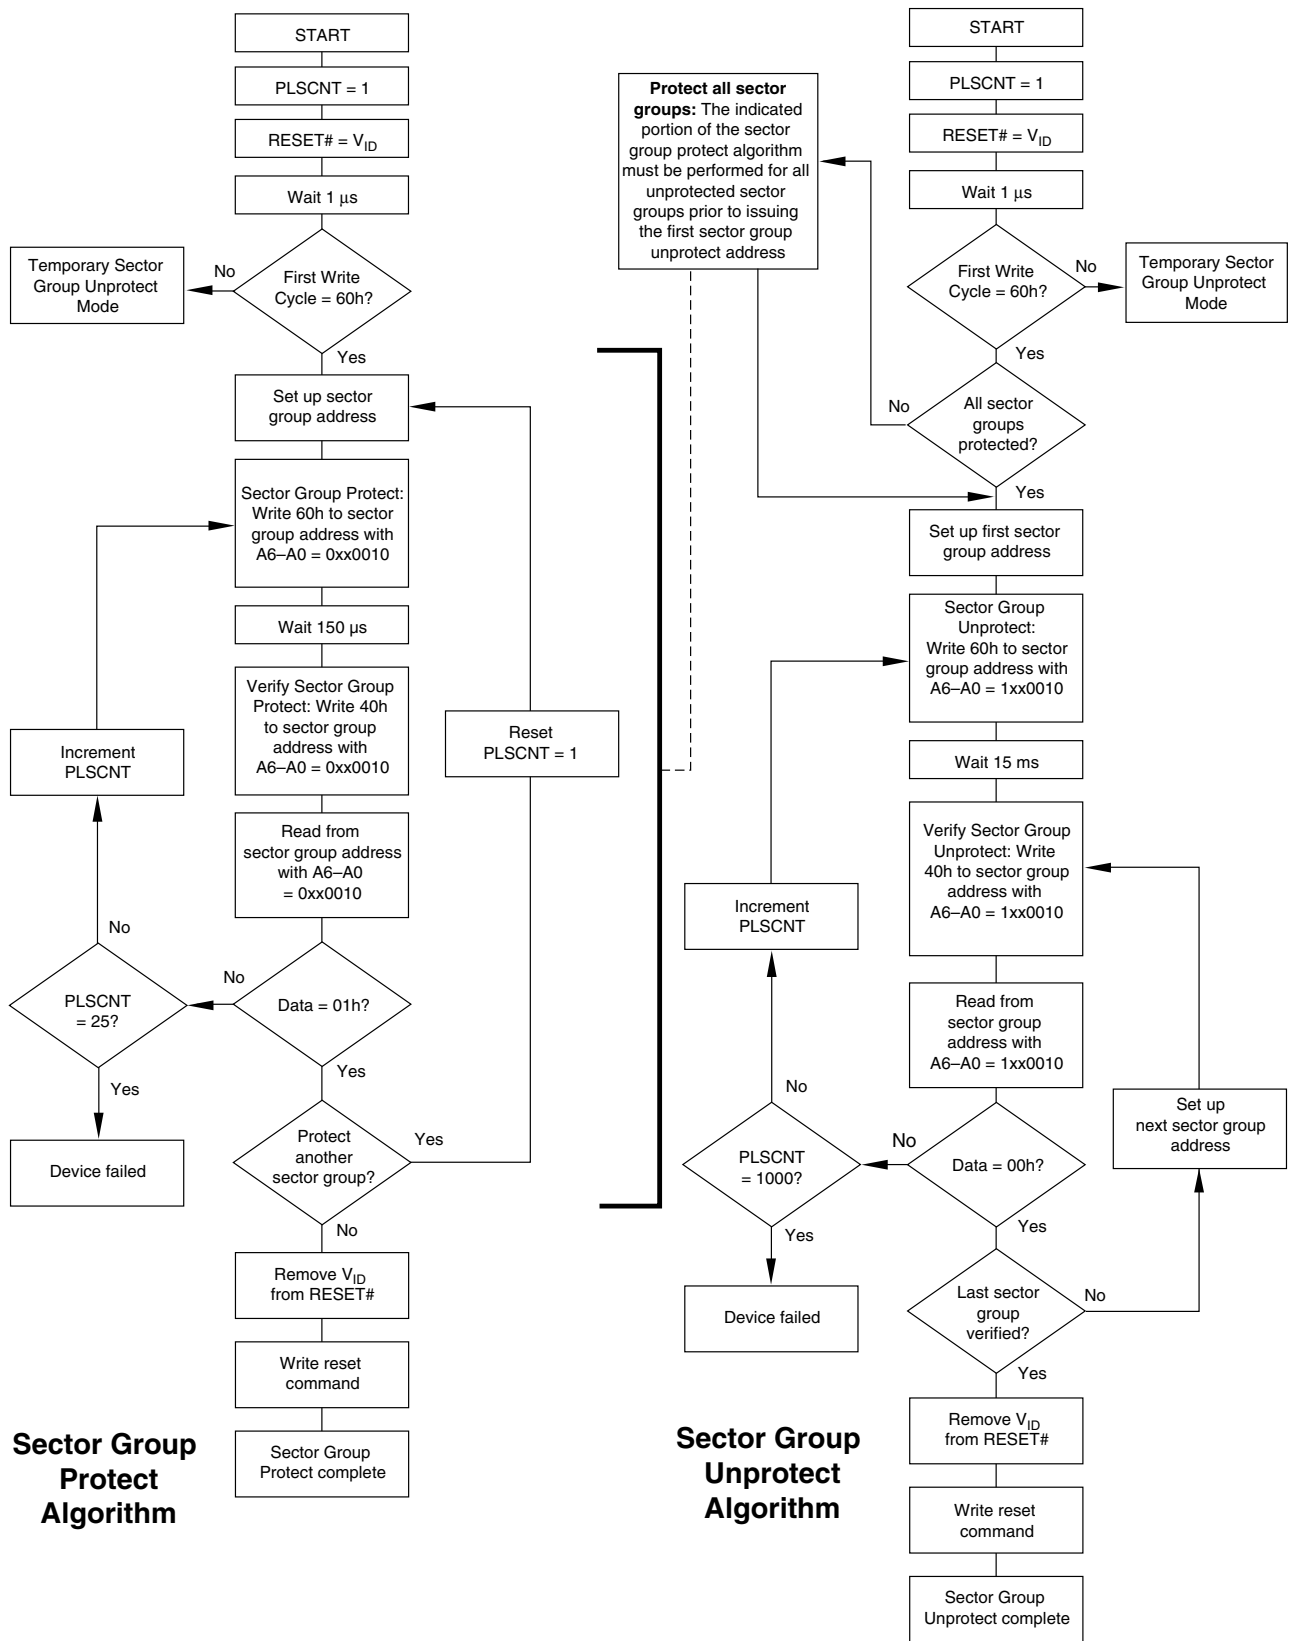 START
PLSCNT = 1
RESET# = VID
Wait 1 μs
First Write
Cycle = 60h?
No
Temporary Sector
Group Unprotect
Mode
Yes
Set up sector
group address
Sector Group Protect:
Write 60h to sector
group address with
A6–A0 = 0xx0010
Wait 150 μs
Verify Sector Group
Protect: Write 40h
to sector group
address with
A6–A0 = 0xx0010
Increment
PLSCNT
Reset
PLSCNT = 1
Read from
sector group address
with A6–A0
= 0xx0010
No
No
PLSCNT
= 25?
Data = 01h?
Yes
Yes
Device failed
Protect
another
sector group?
Yes
No
Remove VID
from RESET#
Write reset
command
Sector Group
Protect complete
Sector Group
Protect
Algorithm
Protect all sector
groups: The indicated
portion of the sector
group protect algorithm
must be performed for all
unprotected sector
groups prior to issuing
the first sector group
unprotect address
START
PLSCNT = 1
RESET# = VID
Wait 1 μs
First Write
Cycle = 60h?
No
Temporary Sector
Group Unprotect
Mode
Yes
No
All sector
groups
protected?
Yes
Set up first sector
group address
Sector Group
Unprotect:
Write 60h to sector
group address with
A6–A0 = 1xx0010
Wait 15 ms
Verify Sector Group
Unprotect: Write
40h to sector group
address with
A6–A0 = 1xx0010
Increment
PLSCNT
Read from
sector group
address with
A6–A0 = 1xx0010
Set up
next sector group
address
No
No
PLSCNT
= 1000?
Data = 00h?
Yes
Yes
Device failed
Last sector
group
verified?
No
Yes
Remove VID
from RESET#
Write reset
command
Sector Group
Unprotect complete
Sector Group
Unprotect
Algorithm